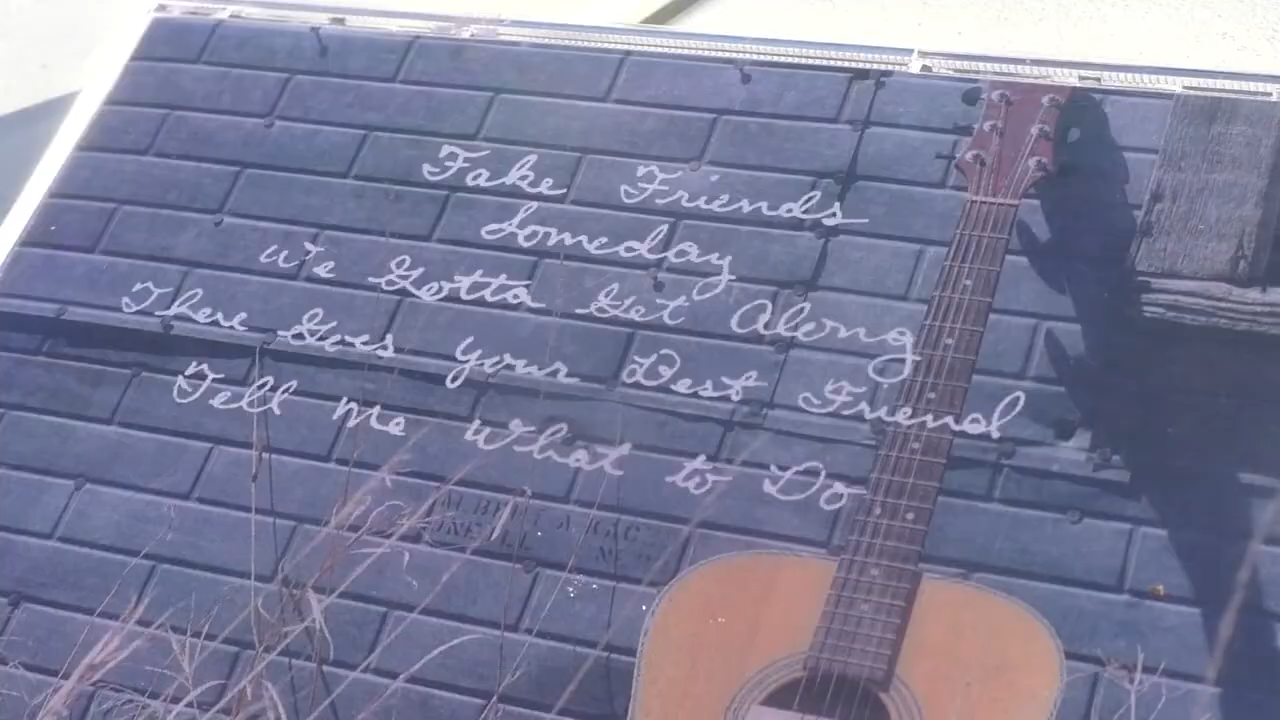 Fake Friends
Someday
We Gotta Get Along
There Goes your Best Friend
Tell Me What to Do